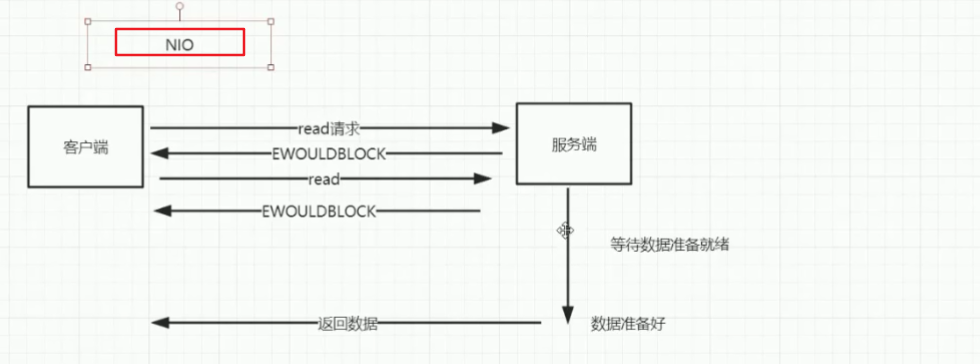 NIO
客户端
read请求
服务端
EWOULDBLOCK
read
EWOULDBLOCK
等待数据准备就绪
返回数据
数据准备好